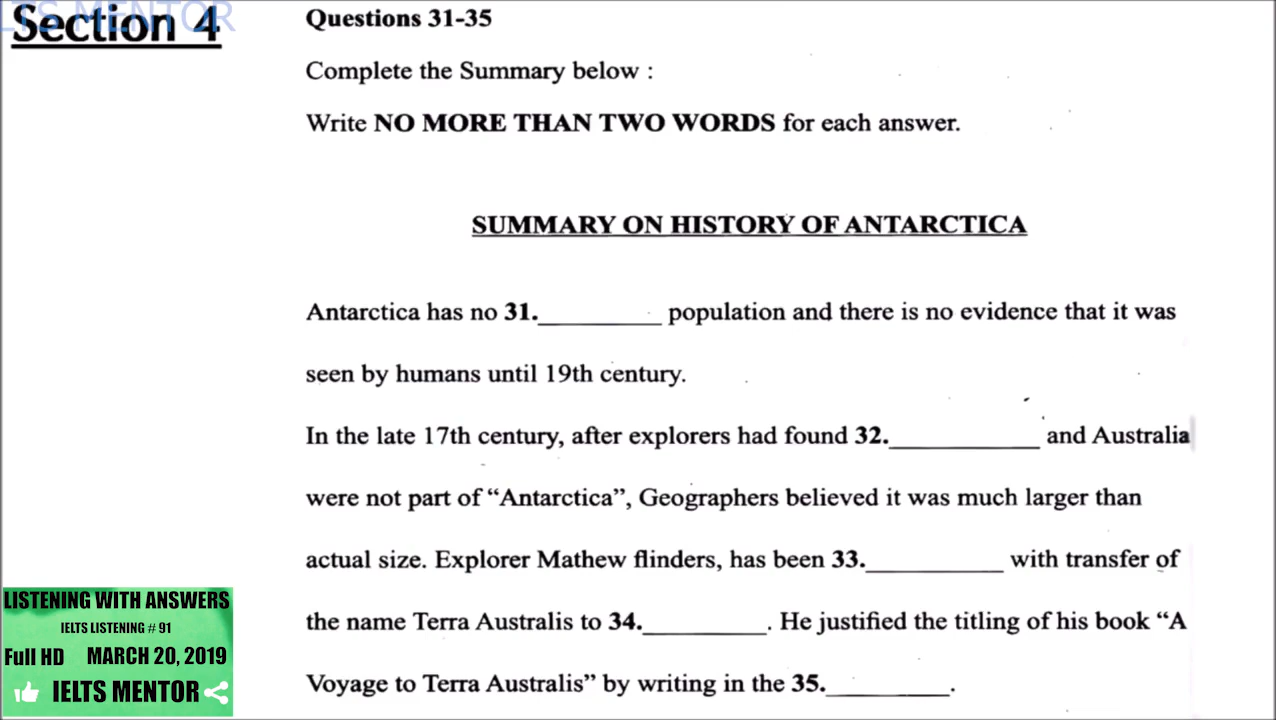 LTS MENTOR
Section 4
Questions 31-35
Complete the Summary below :
Write NO MORE THAN TWO WORDS for each answer.
SUMMARY ON HISTORY OF ANTARCTICA
Antarctica has no 31.__________ population and there is no evidence that it was
seen by humans until 19th century.
In the late 17th century, after explorers had found 32.____________ and Australia
were not part of “Antarctica”, Geographers believed it was much larger than
actual size. Explorer Mathew flinders, has been 33.___________ with transfer of
the name Terra Australis to 34.__________. He justified the titling of his book “A
Voyage to Terra Australis” by writing in the 35.__________.
LISTENING WITH ANSWERS
IELTS LISTENING # 91
Full HD MARCH 20, 2019
IELTS MENTOR